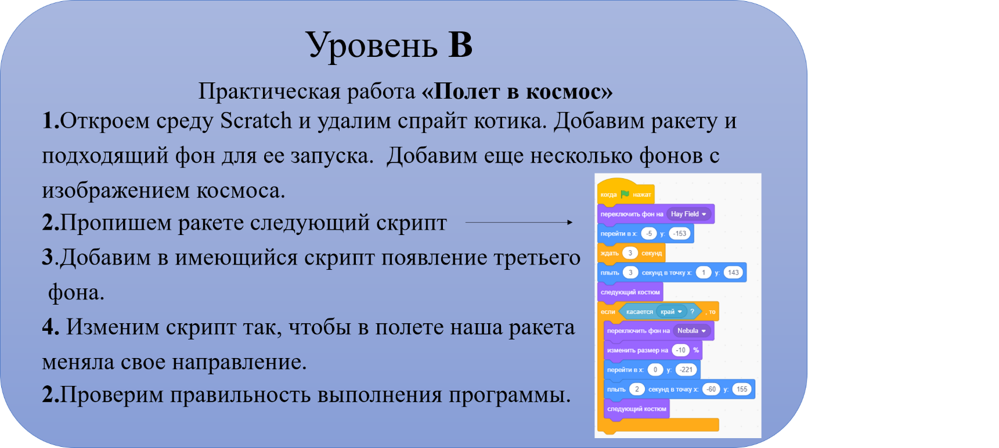 Уровень В
Практическая работа «Полет в космос»
1.Откроем среду Scratch и удалим спрайт котика. Добавим ракету и
подходящий фон для ее запуска. Добавим еще несколько фонов с
изображением космоса.
2.Пропишем ракете следующий скрипт
3.Добавим в имеющийся скрипт появление третьего
фона.
4. Изменим скрипт так, чтобы в полете наша ракета
меняла свое направление.
2.Проверим правильность выполнения программы.
когда нажат
переключить фон на Hay Field
перейти в x: -5 y: -153
ждать 3 секунд
плыть 3 секунд в точку x: 1 y: 143
следующий костюм
если касается край ? , то
переключить фон на Nebula
изменить размер на -10 %
перейти в x: 0 y: -221
плыть 2 секунд в точку x: -60 y: 155
следующий костюм